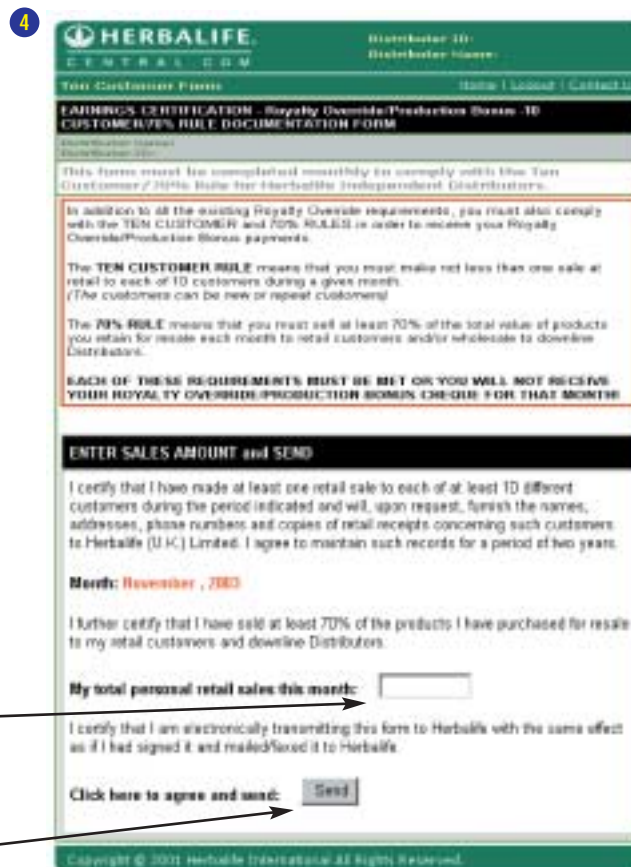 4
HERBALIFE.
CENTRAL.COM
Distributor ID:
Distributor Name:
Ten Customer Form
Home | Logout | Contact Us
EARNINGS CERTIFICATION - Royalty Override/Production Bonus -10
CUSTOMER/70% RULE DOCUMENTATION FORM
Distributor Name:
Distributor ID:
This form must be completed monthly to comply with the Ten
Customer/70% Rule for Herbalife Independent Distributors.
In addition to all the existing Royalty Override requirements, you must also comply
with the TEN CUSTOMER and 70% RULES in order to receive your Royalty
Override/Production Bonus payments.
The TEN CUSTOMER RULE means that you must make not less than one sale at
retail to each of 10 customers during a given month.
(The customers can be new or repeat customers)
The 70% RULE means that you must sell at least 70% of the total value of products
you retain for resale each month to retail customers and/or wholesale to downline
Distributors.
EACH OF THESE REQUIREMENTS MUST BE MET OR YOU WILL NOT RECEIVE
YOUR ROYALTY OVERRIDE/PRODUCTION BONUS CHEQUE FOR THAT MONTH!
ENTER SALES AMOUNT and SEND
I certify that I have made at least one retail sale to each of at least 10 different
customers during the period indicated and will, upon request, furnish the names,
addresses, phone numbers and copies of retail receipts concerning such customers
to Herbalife (U.K.) Limited. I agree to maintain such records for a period of two years.
Month: November , 2003
I further certify that I have sold at least 70% of the products I have purchased for resale
to my retail customers and downline Distributors.
My total personal retail sales this month:
I certify that I am electronically transmitting this form to Herbalife with the same effect
as if I had signed it and mailed/faxed it to Herbalife.
Click here to agree and send: Send
Copyright © 2001 Herbalife International All Rights Reserved.